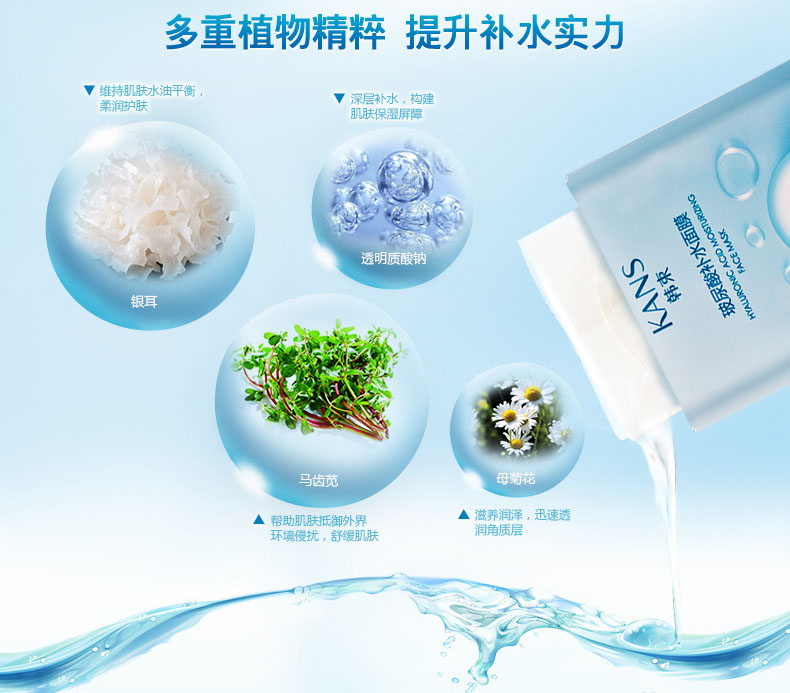 多重植物精粹 提升补水实力
▼ 维持肌肤水油平衡，
柔润护肤
▼ 深层补水，构建
肌肤保湿屏障
银耳
透明质酸钠
马齿苋
母菊花
▲ 帮助肌肤抵御外界
环境侵扰，舒缓肌肤
▲ 滋养润泽，迅速透
润角质层
KANS
韩束
玻尿酸补水面膜
HYALURONIC ACID MOISTURIZING
FACE MASK